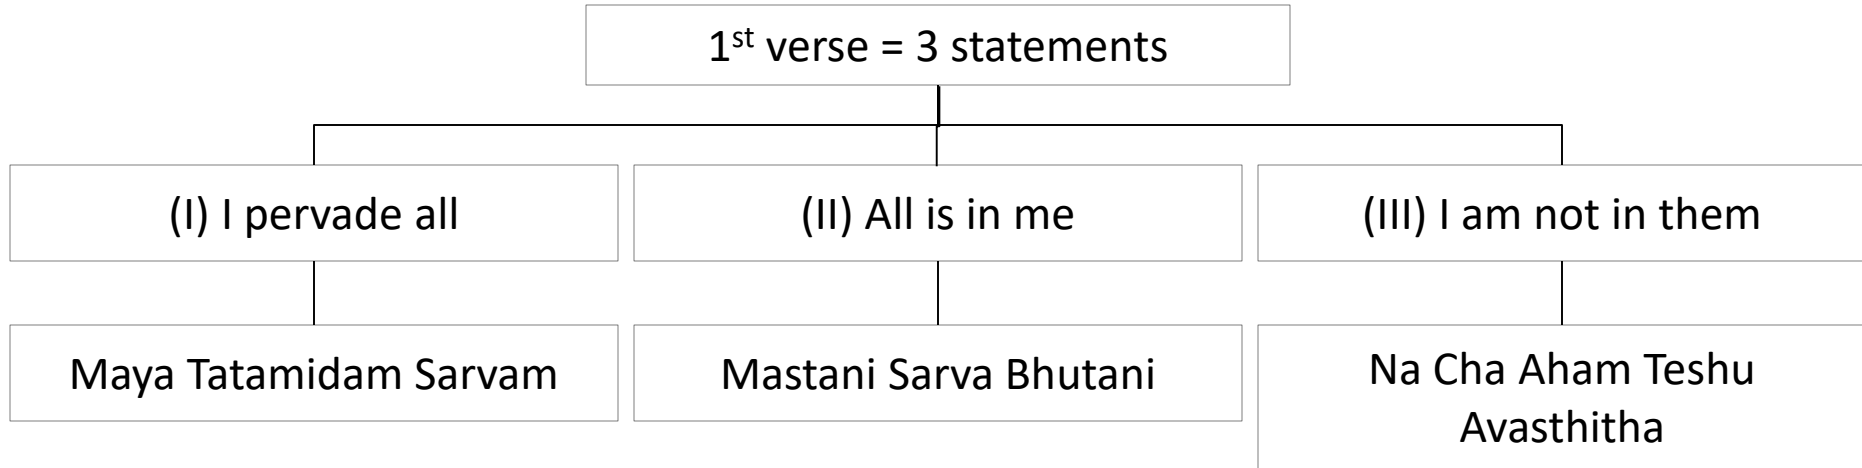 1st verse = 3 statements
(I) I pervade all
(II) All is in me
(III) I am not in them
Maya Tatamidam Sarvam
Mastani Sarva Bhutani
Na Cha Aham Teshu
Avasthitha